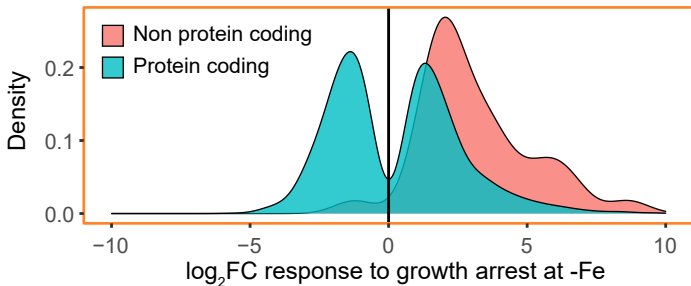 Non protein coding
Protein coding
Density
0.2
0.1
0.0
−10 −5 0 5 10
log₂FC response to growth arrest at -Fe